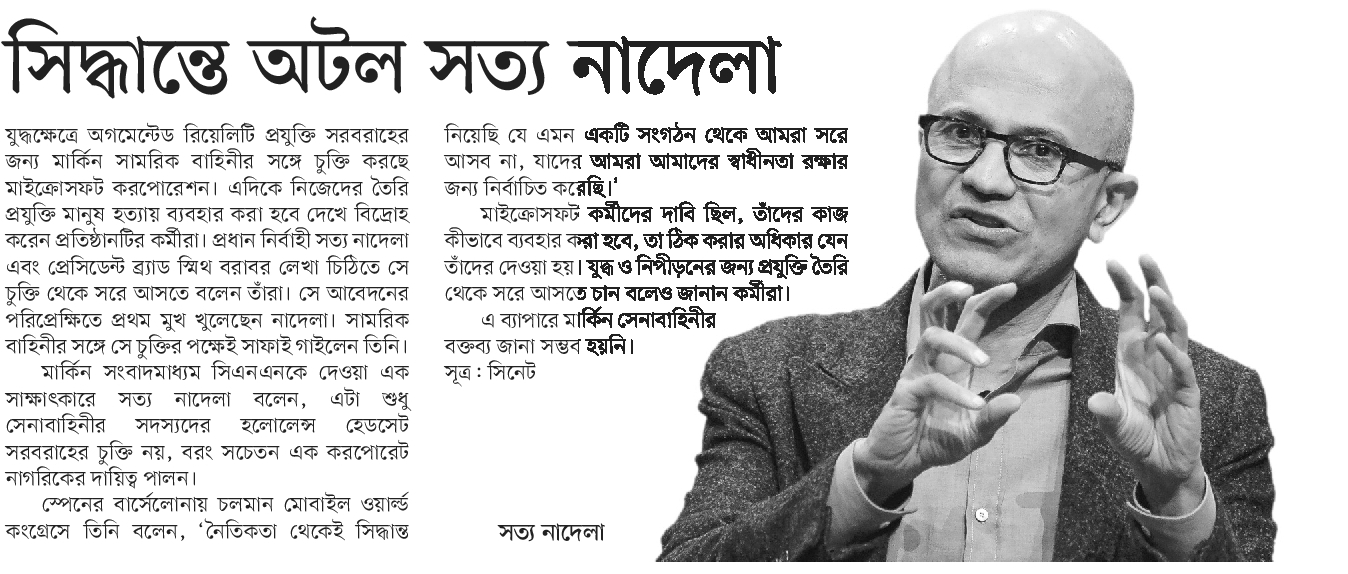 সিদ্ধান্তে অটল সত্য নাদেলা
যুদ্ধক্ষেত্রে অগমেন্টেড রিয়েলিটি প্রযুক্তি সরবরাহের
জন্য মার্কিন সামরিক বাহিনীর সঙ্গে চুক্তি করছে
মাইক্রোসফট করপোরেশন। এদিকে নিজেদের তৈরি
প্রযুক্তি মানুষ হত্যায় ব্যবহার করা হবে দেখে বিদ্রোহ
করেন প্রতিষ্ঠানটির কর্মীরা। প্রধান নির্বাহী সত্য নাদেলা
এবং প্রেসিডেন্ট ব্র্যাড স্মিথ বরাবর লেখা চিঠিতে সে
চুক্তি থেকে সরে আসতে বলেন তাঁরা। সে আবেদনের
পরিপ্রেক্ষিতে প্রথম মুখ খুলেছেন নাদেলা। সামরিক
বাহিনীর সঙ্গে সে চুক্তির পক্ষেই সাফাই গাইলেন তিনি।
মার্কিন সংবাদমাধ্যম সিএনএনকে দেওয়া এক
সাক্ষাৎকারে সত্য নাদেলা বলেন, এটা শুধু
সেনাবাহিনীর সদস্যদের হলোলেন্স হেডসেট
সরবরাহের চুক্তি নয়, বরং সচেতন এক করপোরেট
নাগরিকের দায়িত্ব পালন।
স্পেনের বার্সেলোনায় চলমান মোবাইল ওয়ার্ল্ড
কংগ্রেসে তিনি বলেন, ‘নৈতিকতা থেকেই সিদ্ধান্ত
নিয়েছি যে এমন একটি সংগঠন থেকে আমরা সরে
আসব না, যাদের আমরা আমাদের স্বাধীনতা রক্ষার
জন্য নির্বাচিত করেছি।’
মাইক্রোসফট কর্মীদের দাবি ছিল, তাঁদের কাজ
কীভাবে ব্যবহার করা হবে, তা ঠিক করার অধিকার যেন
তাঁদের দেওয়া হয়। যুদ্ধ ও নিপীড়নের জন্য প্রযুক্তি তৈরি
থেকে সরে আসতে চান বলেও জানান কর্মীরা।
এ ব্যাপারে মার্কিন সেনাবাহিনীর
বক্তব্য জানা সম্ভব হয়নি।
সূত্র : সিনেট
সত্য নাদেলা